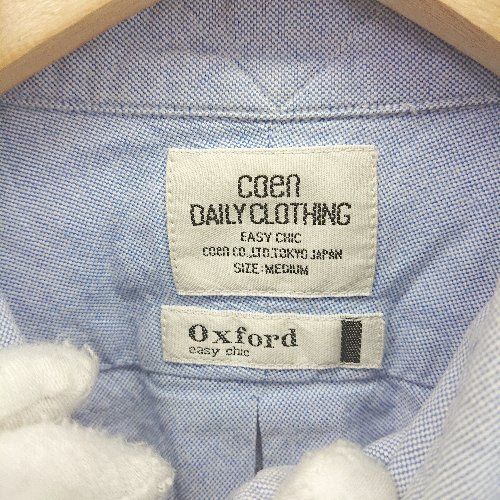 coen
DAILY CLOTHING
EASY CHIC
coen CO.,LTD.TOKYO JAPAN
SIZE:MEDIUM
Oxford
easy chic